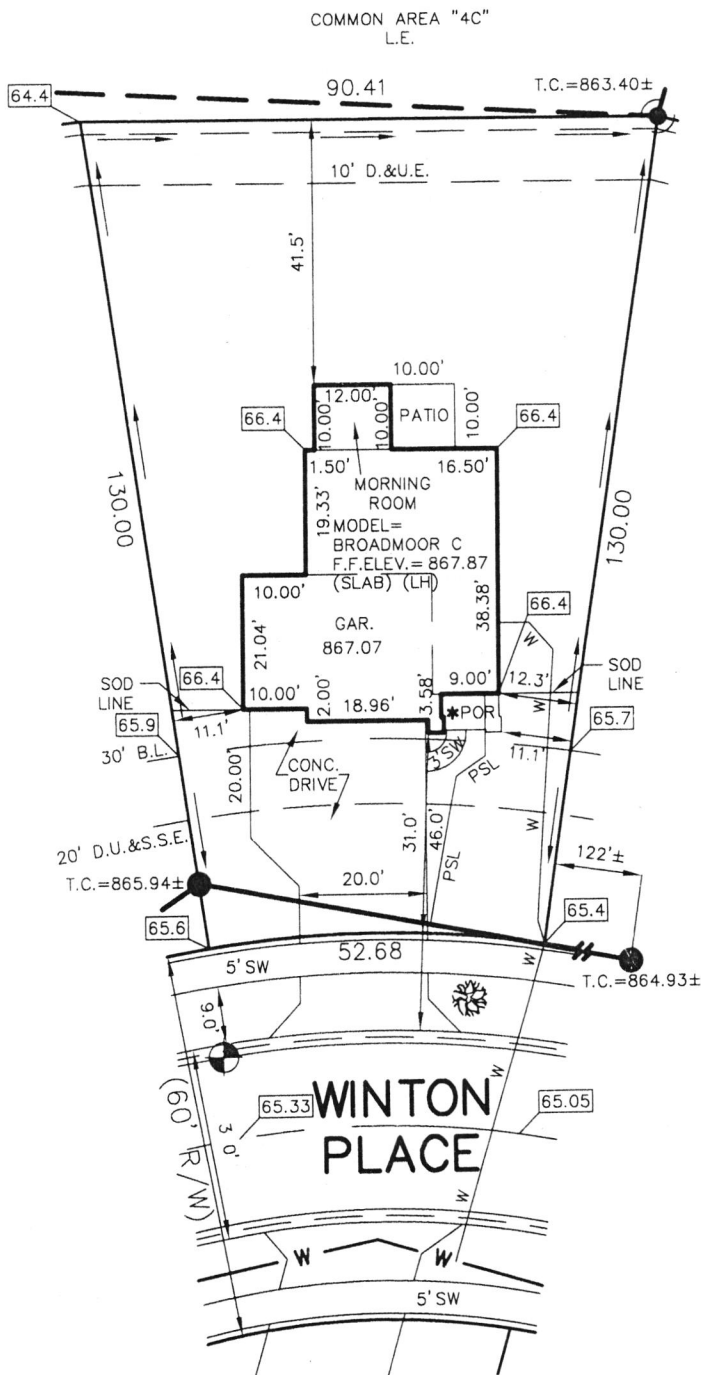 COMMON AREA "4C"
L.E.
64.4
90.41
T.C.=863.40±
10' D.&U.E.
41.5'
10.00'
12.00'
10.00'
10.00'
PATIO
10.00'
66.4
66.4
1.50'
16.50'
19.33'
MORNING
ROOM
MODEL=
BROADMOOR C
F.F.ELEV.= 867.87
(SLAB) (LH)
130.00
130.00
10.00'
GAR.
867.07
38.38'
66.4
21.04'
W
SOD
LINE
66.4
10.00'
2.00'
18.96'
3.58'
9.00'
12.3'
W
SOD
LINE
✱POR.
65.9
11.1'
65.7
30' B.L.
20.00'
CONC.
DRIVE
3'SW
PSL
11.1'
W
20' D.U.&S.S.E.
31.0'
46.0'
PSL
122'±
T.C.=865.94±
20.0'
65.6
65.4
52.68
5' SW
W
T.C.=864.93±
9.0'
W
(60' R/W)
65.33
WINTON
PLACE
65.05
3.0'
W
W
W
5' SW